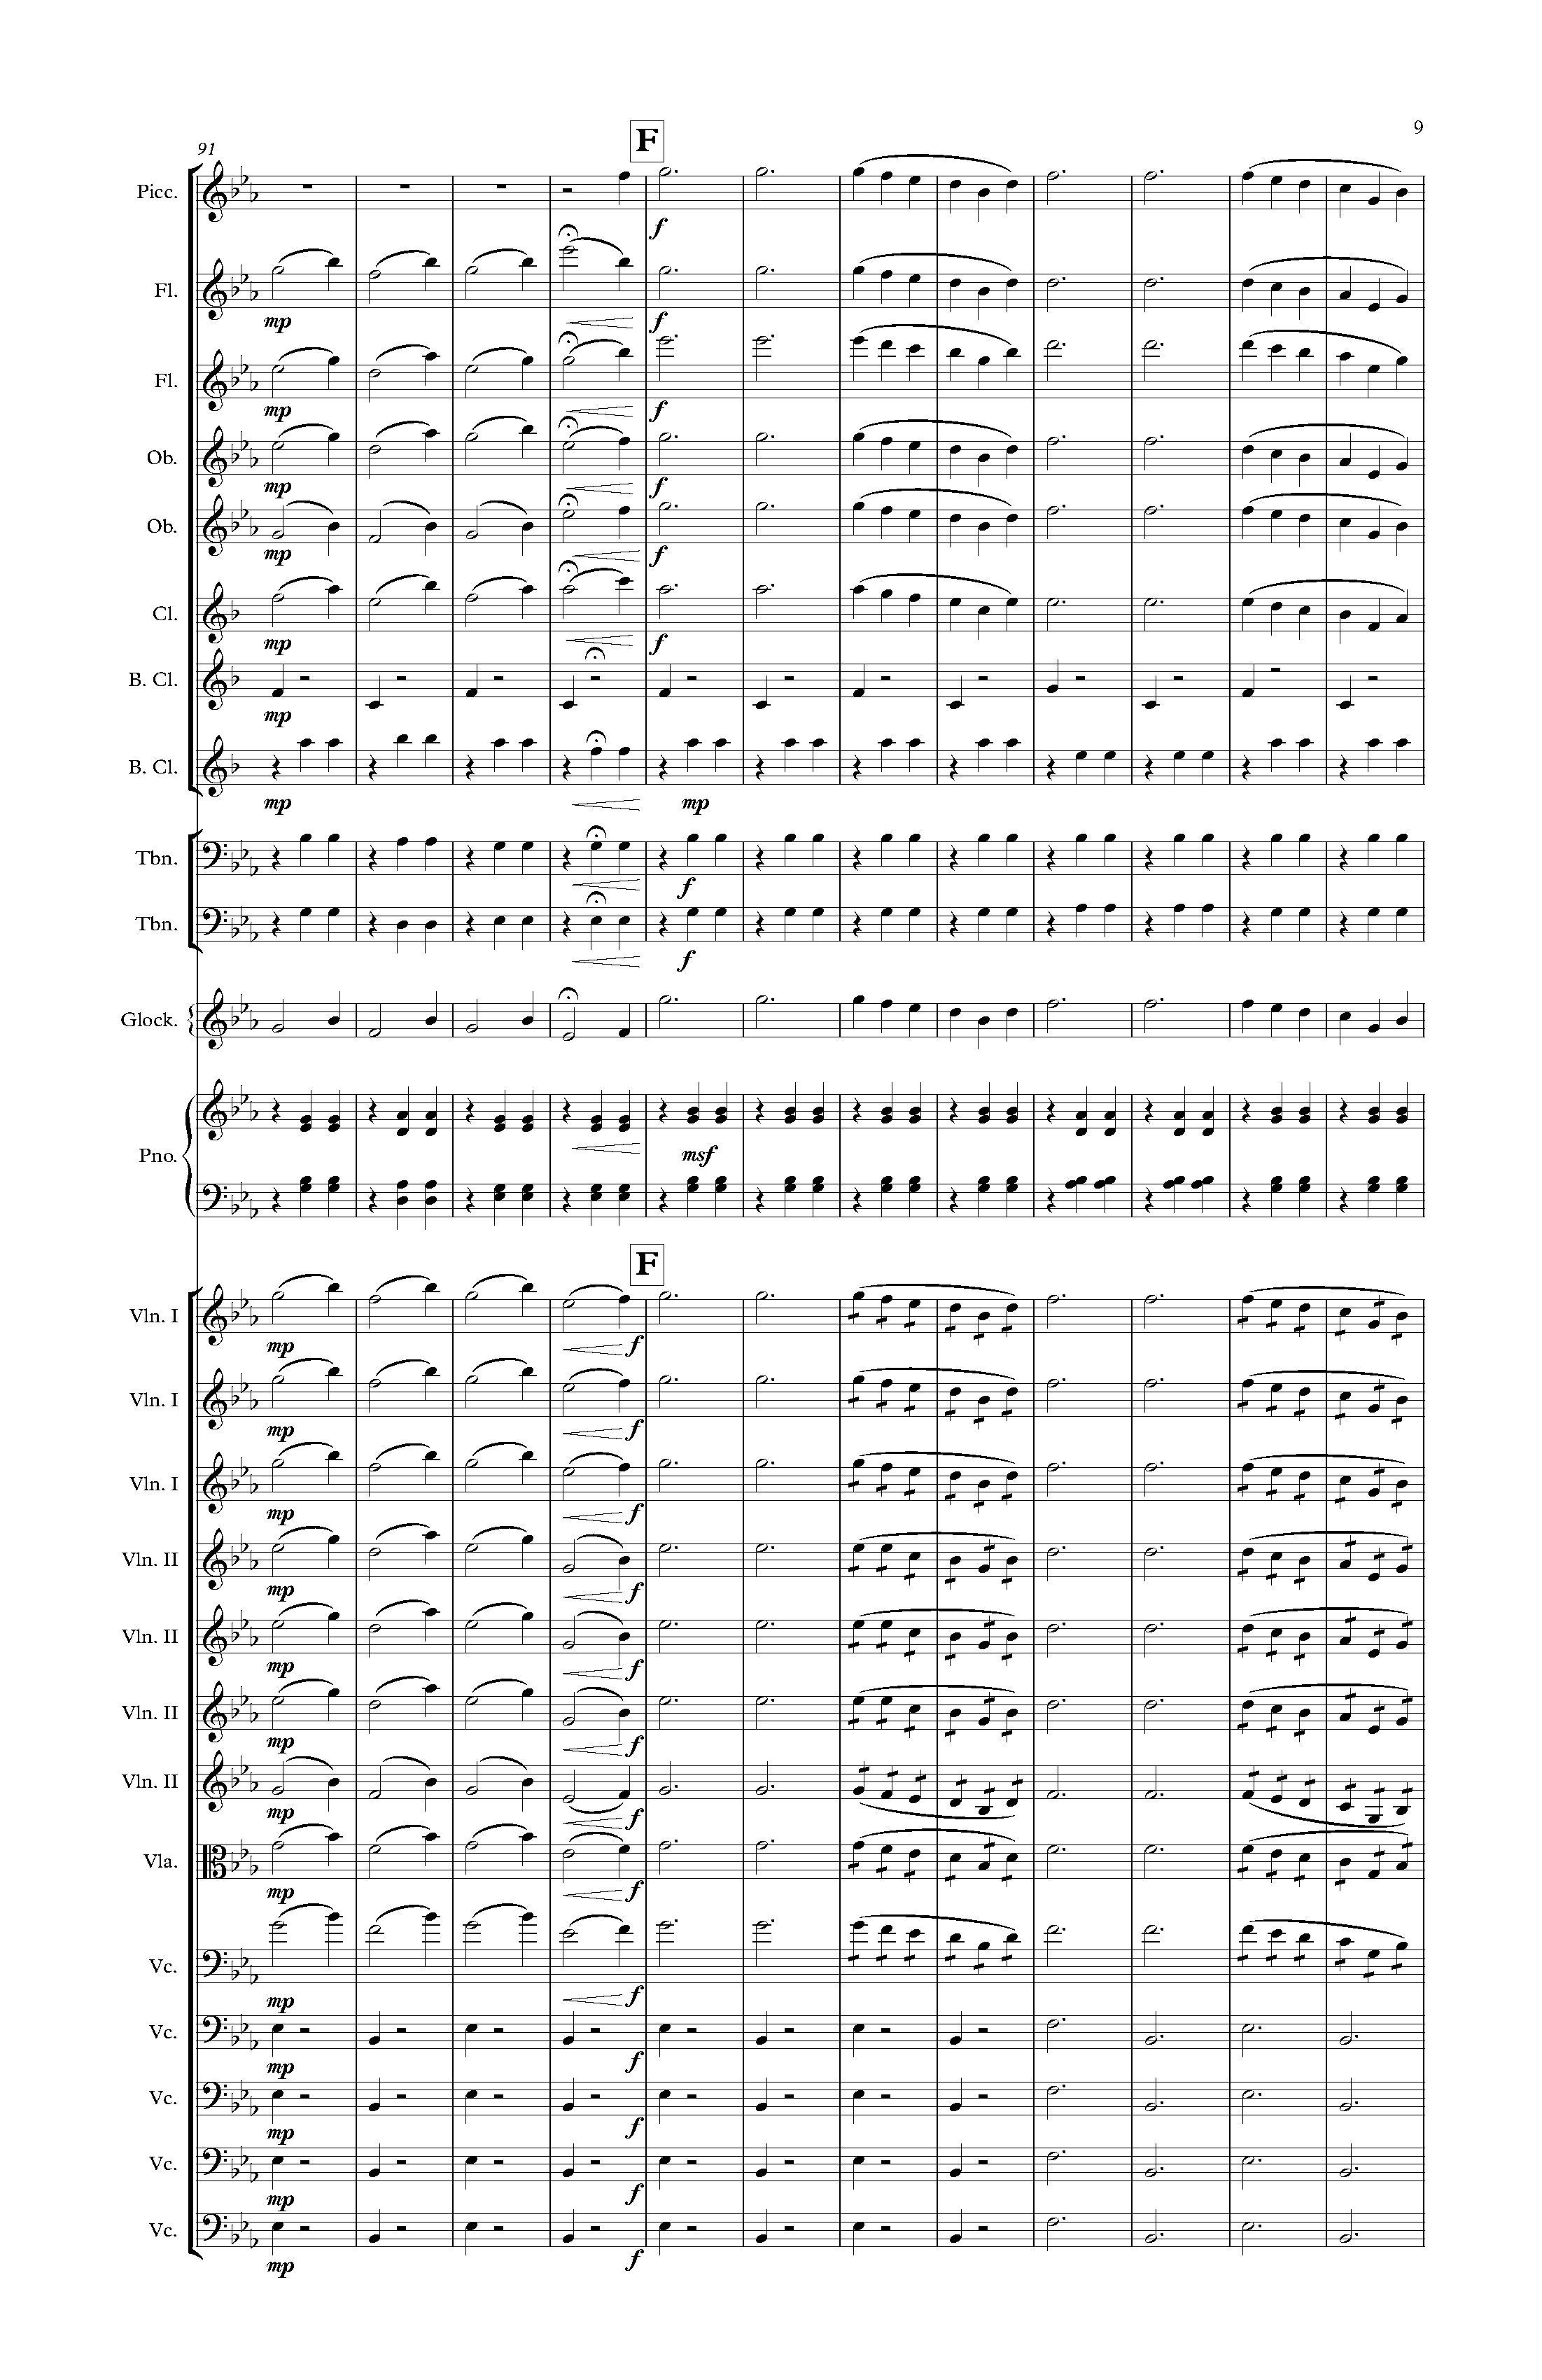 9
91
F
Picc.
f
Fl.
mp
f
Fl.
mp
f
Ob.
mp
f
Ob.
mp
f
Cl.
mp
f
B. Cl.
mp
B. Cl.
mp
mp
Tbn.
f
Tbn.
f
Glock.
Pno.
msf
F
Vln. I
mp
f
Vln. I
mp
f
Vln. I
mp
f
Vln. II
mp
f
Vln. II
mp
f
Vln. II
mp
f
Vln. II
mp
f
Vla.
mp
f
Vc.
mp
f
Vc.
mp
f
Vc.
mp
f
Vc.
mp
f
Vc.
mp
f